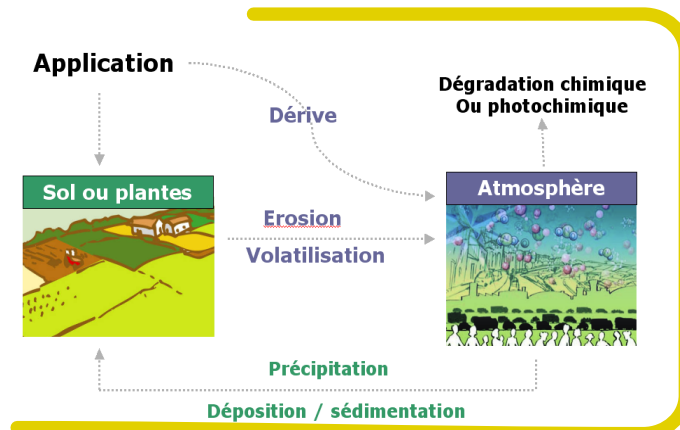 Application
Dégradation chimique
Ou photochimique
Dérive
Sol ou plantes
Atmosphère
Erosion
Volatilisation
Précipitation
Déposition / sédimentation